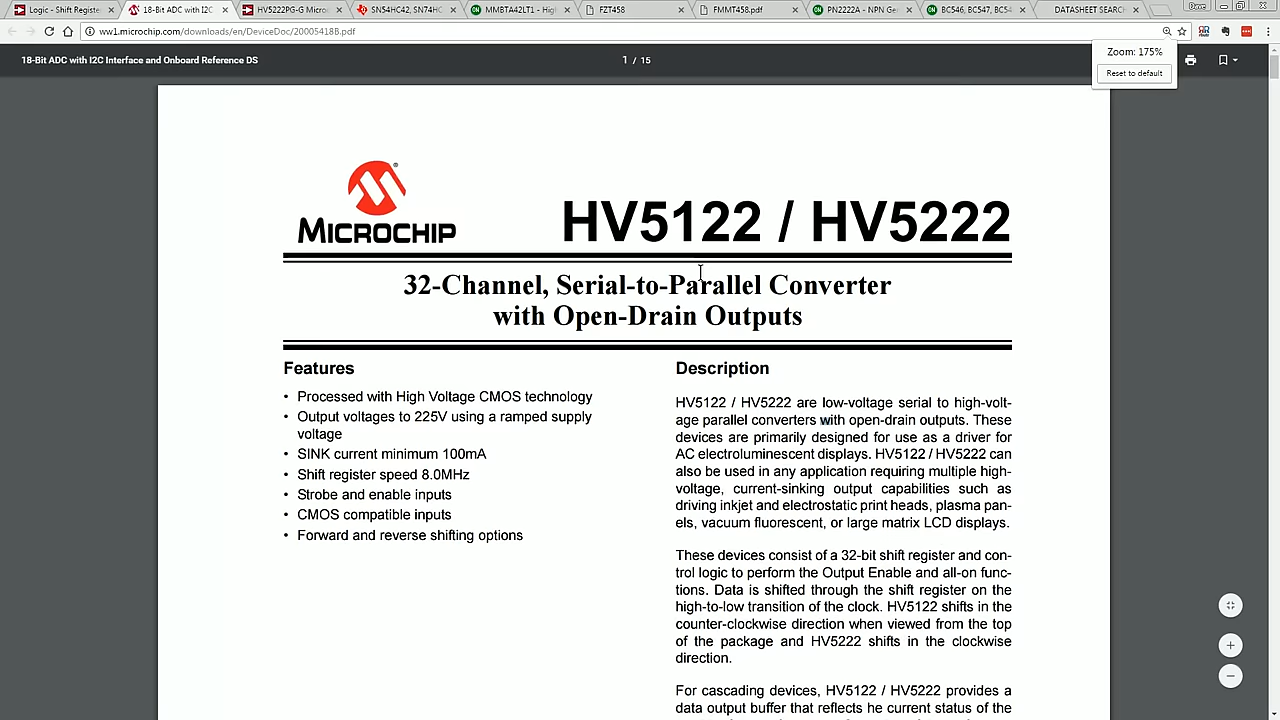 Logic - Shift Registe
18-Bit ADC with I2C
HV5222PG-G Micro
SN54HC42, SN74HC
MMBTA42LT1 - Hig
FZT458
FMMT458.pdf
PN2222A - NPN Ge
BC546, BC547, BC54
DATASHEET SEARC
Dave
ww1.microchip.com/downloads/en/DeviceDoc/20005418B.pdf
18-Bit ADC with I2C Interface and Onboard Reference DS
1 / 15
Zoom: 175%
Reset to default
MICROCHIP
HV5122 / HV5222
32-Channel, Serial-to-Parallel Converter
with Open-Drain Outputs
Features
• Processed with High Voltage CMOS technology
• Output voltages to 225V using a ramped supply
voltage
• SINK current minimum 100mA
• Shift register speed 8.0MHz
• Strobe and enable inputs
• CMOS compatible inputs
• Forward and reverse shifting options
Description
HV5122 / HV5222 are low-voltage serial to high-volt-
age parallel converters with open-drain outputs. These
devices are primarily designed for use as a driver for
AC electroluminescent displays. HV5122 / HV5222 can
also be used in any application requiring multiple high-
voltage, current-sinking output capabilities such as
driving inkjet and electrostatic print heads, plasma pan-
els, vacuum fluorescent, or large matrix LCD displays.
These devices consist of a 32-bit shift register and con-
trol logic to perform the Output Enable and all-on func-
tions. Data is shifted through the shift register on the
high-to-low transition of the clock. HV5122 shifts in the
counter-clockwise direction when viewed from the top
of the package and HV5222 shifts in the clockwise
direction.
For cascading devices, HV5122 / HV5222 provides a
data output buffer that reflects he current status of the